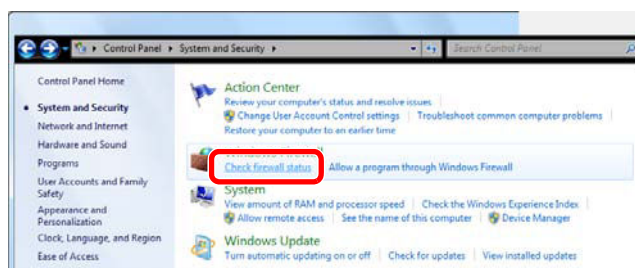 Control Panel ▸ System and Security ▸
Search Control Panel
Control Panel Home
System and Security
Network and Internet
Hardware and Sound
Programs
User Accounts and Family
Safety
Appearance and
Personalization
Clock, Language, and Region
Ease of Access
Action Center
Review your computer's status and resolve issues
Change User Account Control settings
Troubleshoot common computer problems
Restore your computer to an earlier time
Windows Firewall
Check firewall status
Allow a program through Windows Firewall
System
View amount of RAM and processor speed
Check the Windows Experience Index
Allow remote access
See the name of this computer
Device Manager
Windows Update
Turn automatic updating on or off
Check for updates
View installed updates